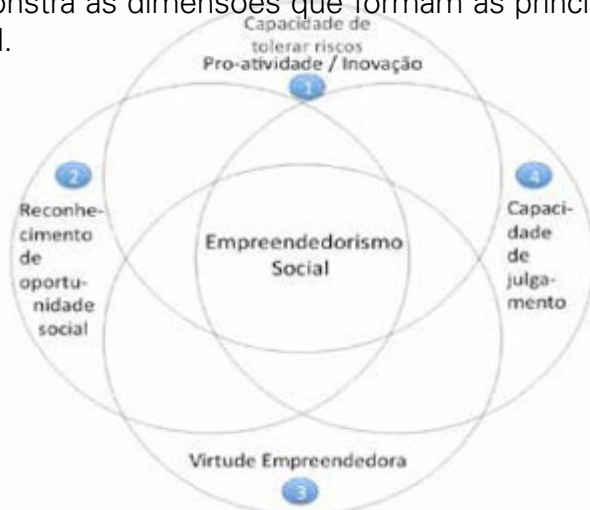 onstra as dimensões que formam as princi
l.
Capacidade de
tolerar riscos
Pro-atividade / Inovação
1
2
Reconhe-
cimento
de
oportu-
nidade
social
Empreendedorismo
Social
4
Capaci-
dade
de
julga-
mento
Virtude Empreendedora
3